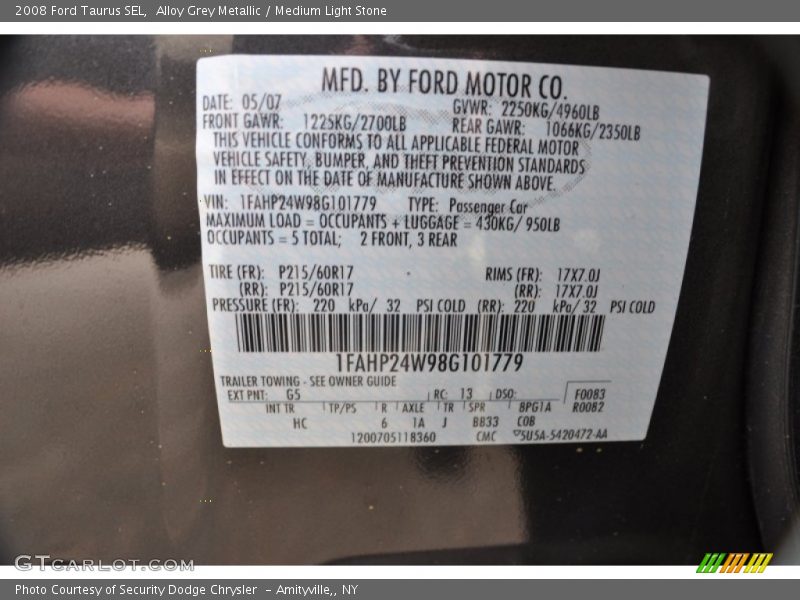 2008 Ford Taurus SEL,  Alloy Grey Metallic / Medium Light Stone
MFD. BY FORD MOTOR CO.
DATE: 05/07 GVWR: 2250KG/4960LB
FRONT GAWR: 1225KG/2700LB REAR GAWR: 1066KG/2350LB
THIS VEHICLE CONFORMS TO ALL APPLICABLE FEDERAL MOTOR
VEHICLE SAFETY, BUMPER, AND THEFT PREVENTION STANDARDS
IN EFFECT ON THE DATE OF MANUFACTURE SHOWN ABOVE.
VIN: 1FAHP24W98G101779 TYPE: Passenger Car
MAXIMUM LOAD = OCCUPANTS + LUGGAGE = 430KG/ 950LB
OCCUPANTS = 5 TOTAL; 2 FRONT, 3 REAR
TIRE (FR): P215/60R17 RIMS (FR): 17X7.0J
(RR): P215/60R17 (RR): 17X7.0J
PRESSURE (FR): 220 kPa/ 32 PSI COLD (RR): 220 kPa/ 32 PSI COLD
1FAHP24W98G101779
TRAILER TOWING - SEE OWNER GUIDE
EXT PNT: G5 RC: 13 DSO: F0083
INT TR TP/PS R AXLE TR SPR BPG1A R0082
HC 6 1A J BB33 C0B
1200705118360 CMC 5U5A-5420472-AA
GTCARLOT.COM
Photo Courtesy of Security Dodge Chrysler  - Amityville,, NY